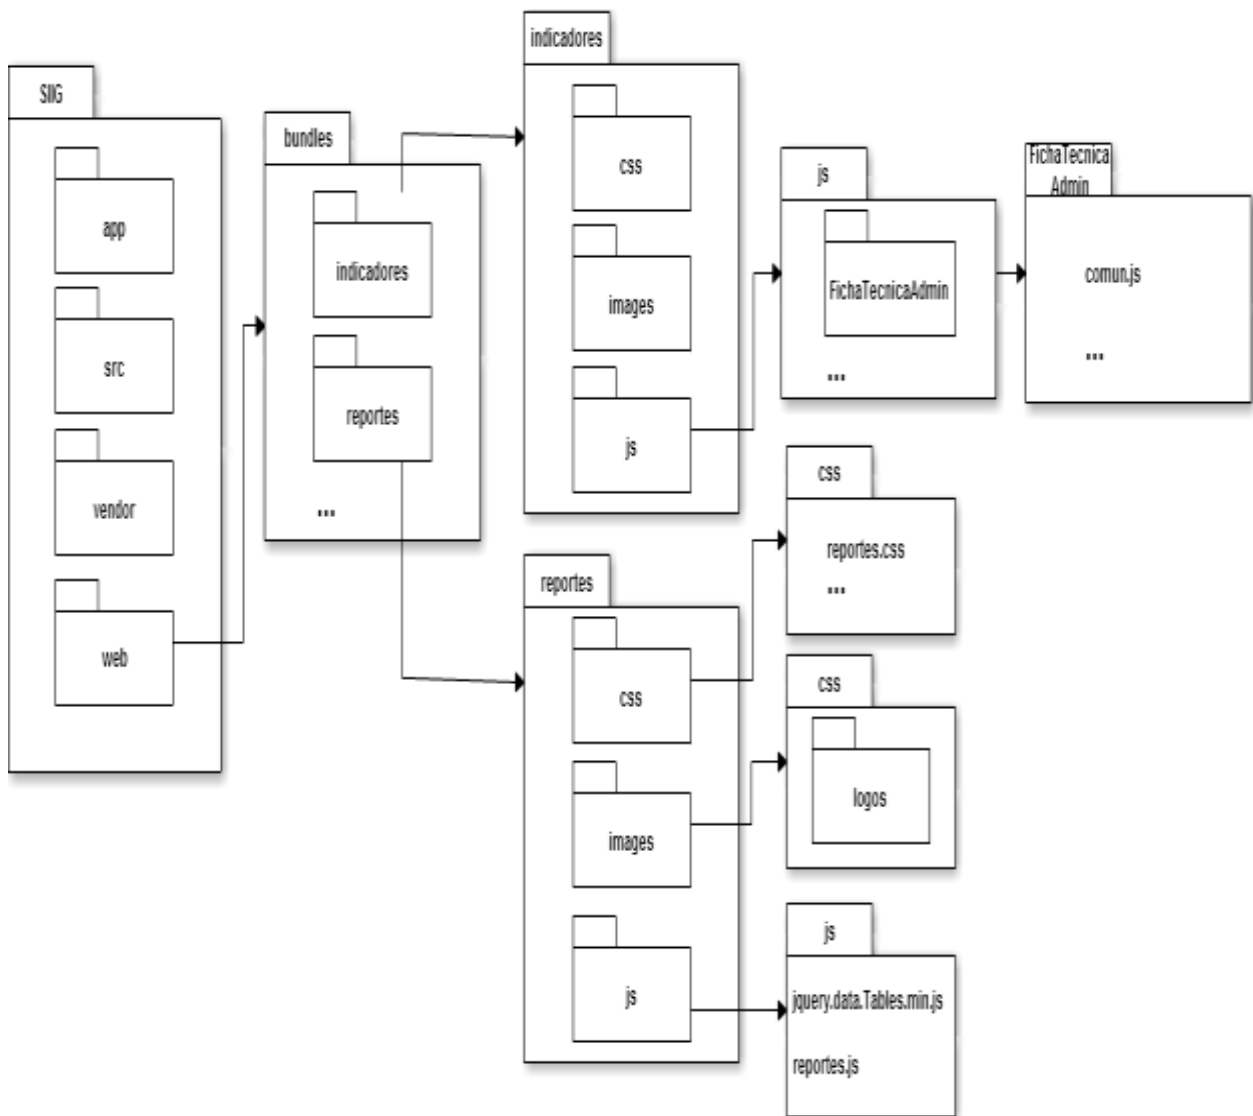 SIIG
app
src
vendor
web
bundles
indicadores
reportes
...
indicadores
css
images
js
js
FichaTecnicaAdmin
...
FichaTecnica
Admin
comun.js
...
reportes
css
images
js
css
reportes.css
...
css
logos
js
jquery.data.Tables.min.js
reportes.js